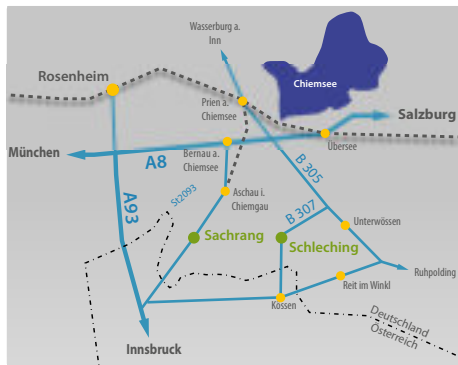 Wasserburg a.
Inn
Rosenheim
Chiemsee
Prien a.
Chiemsee
Salzburg
München
A8
Bernau a.
Chiemsee
Übersee
B 305
St2093
Aschau i.
Chiemgau
A93
B 307
Unterwössen
Sachrang
Schleching
Ruhpolding
Reit im Winkl
Kössen
Deutschland
Österreich
Innsbruck